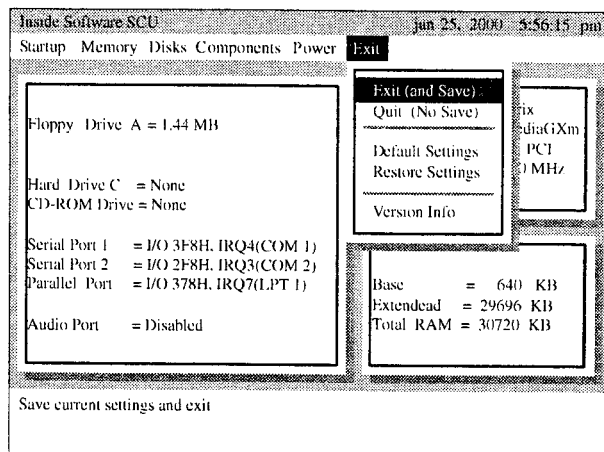 Inside Software SCU jun 25, 2000 5:56:15 pm
Startup Memory Disks Components Power Exit
Exit (and Save)
Quit (No Save)
Default Settings
Restore Settings
Version Info
Floppy Drive A = 1.44 MB
Hard Drive C = None
CD-ROM Drive = None
Serial Port 1 = I/O 3F8H, IRQ4(COM 1)
Serial Port 2 = I/O 2F8H, IRQ3(COM 2)
Parallel Port = I/O 378H, IRQ7(LPT 1)
Audio Port = Disabled
ix
ediaGXm
PCI
0 MHz
Base = 640 KB
Extendead = 29696 KB
Total RAM = 30720 KB
Save current settings and exit